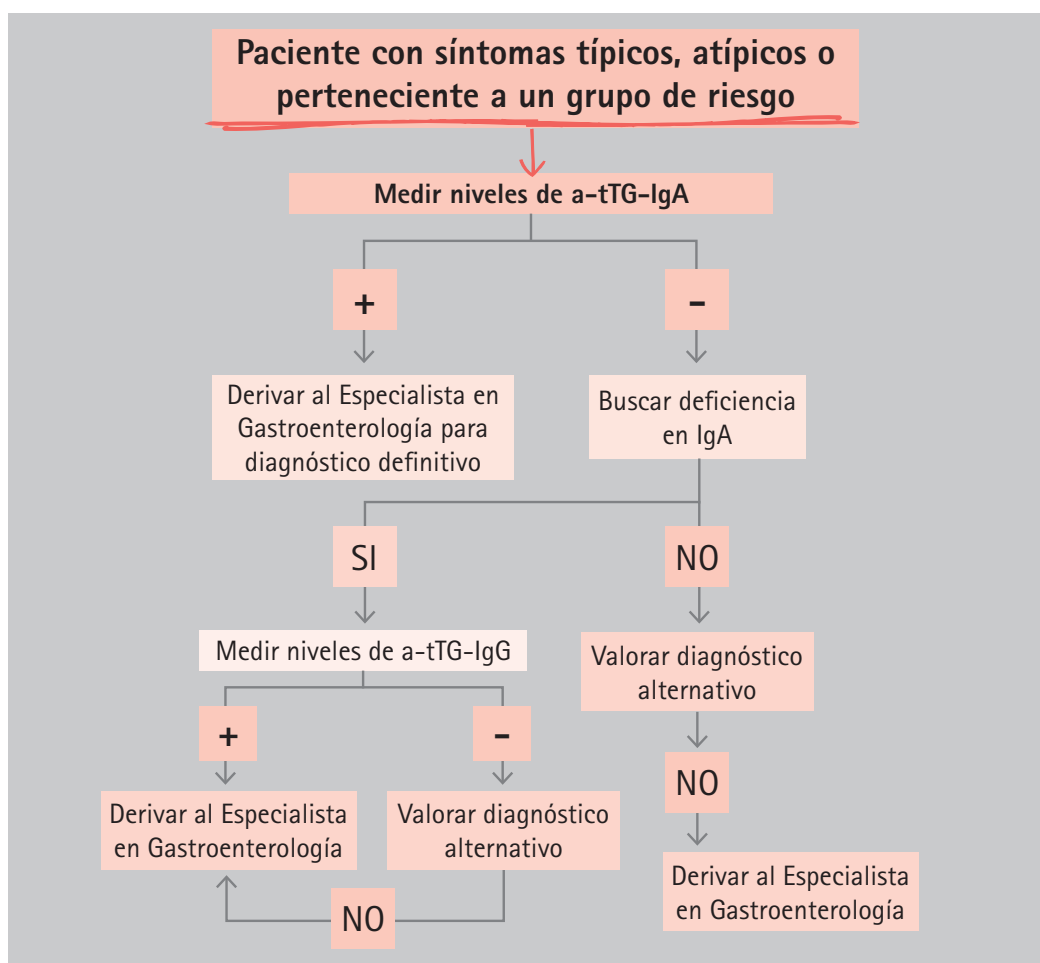 Paciente con síntomas típicos, atípicos o
perteneciente a un grupo de riesgo
Medir niveles de a-tTG-IgA
+
-
Derivar al Especialista en
Gastroenterología para
diagnóstico definitivo
Buscar deficiencia
en IgA
SI
NO
Medir niveles de a-tTG-IgG
Valorar diagnóstico
alternativo
+
-
NO
Derivar al Especialista
en Gastroenterología
Valorar diagnóstico
alternativo
Derivar al Especialista
en Gastroenterología
NO